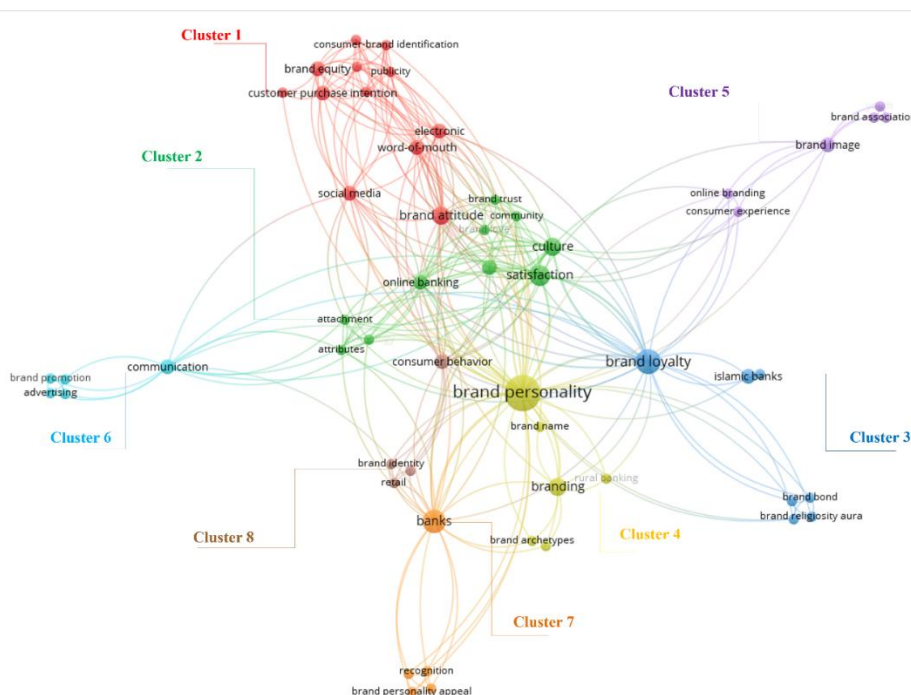 Cluster 1
consumer-brand identification
brand equity
publicity
customer purchase intention
Cluster 5
brand associatio
electronic
word-of-mouth
brand image
Cluster 2
social media
brand trust
online branding
brand attitude
community
consumer experience
brand love
culture
satisfaction
online banking
attachment
attributes
consumer behavior
brand loyalty
communication
brand promotion
advertising
islamic banks
brand personality
brand name
Cluster 6
Cluster 3
brand identity
retail
rural banking
branding
brand bond
brand religiosity aura
banks
Cluster 8
Cluster 4
brand archetypes
Cluster 7
recognition
brand personality appeal